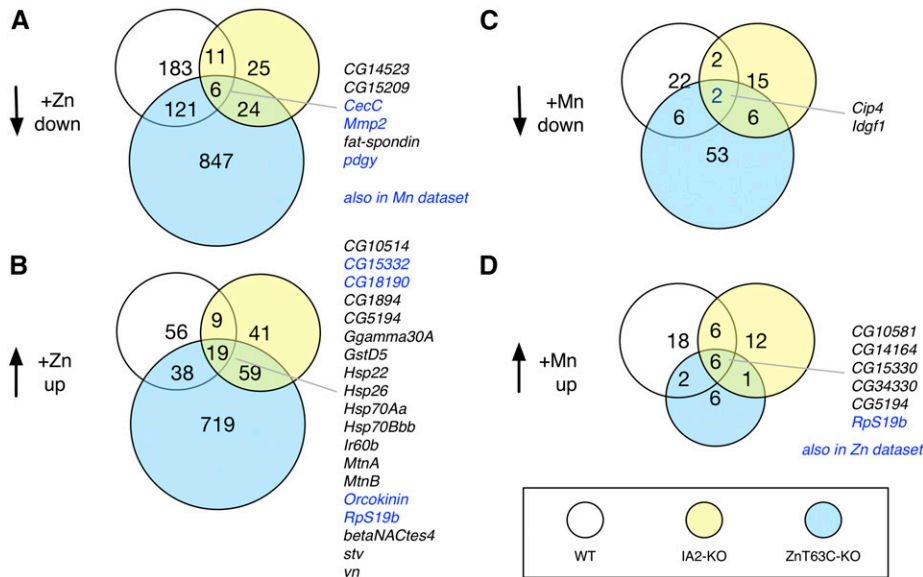 A
+Zn
down
183
11
25
6
121
24
847
CG14523
CG15209
CecC
Mmp2
fat-spondin
pdgy
also in Mn dataset
B
+Zn
up
56
9
41
19
38
59
719
CG10514
CG15332
CG18190
CG1894
CG5194
Ggamma30A
GstD5
Hsp22
Hsp26
Hsp70Aa
Hsp70Bbb
Ir60b
MtnA
MtnB
Orcokinin
RpS19b
betaNACtes4
stv
vn
C
+Mn
down
22
2
15
2
6
6
53
Cip4
Idgf1
D
+Mn
up
18
6
12
6
2
1
6
CG10581
CG14164
CG15330
CG34330
CG5194
RpS19b
also in Zn dataset
WT
IA2-KO
ZnT63C-KO